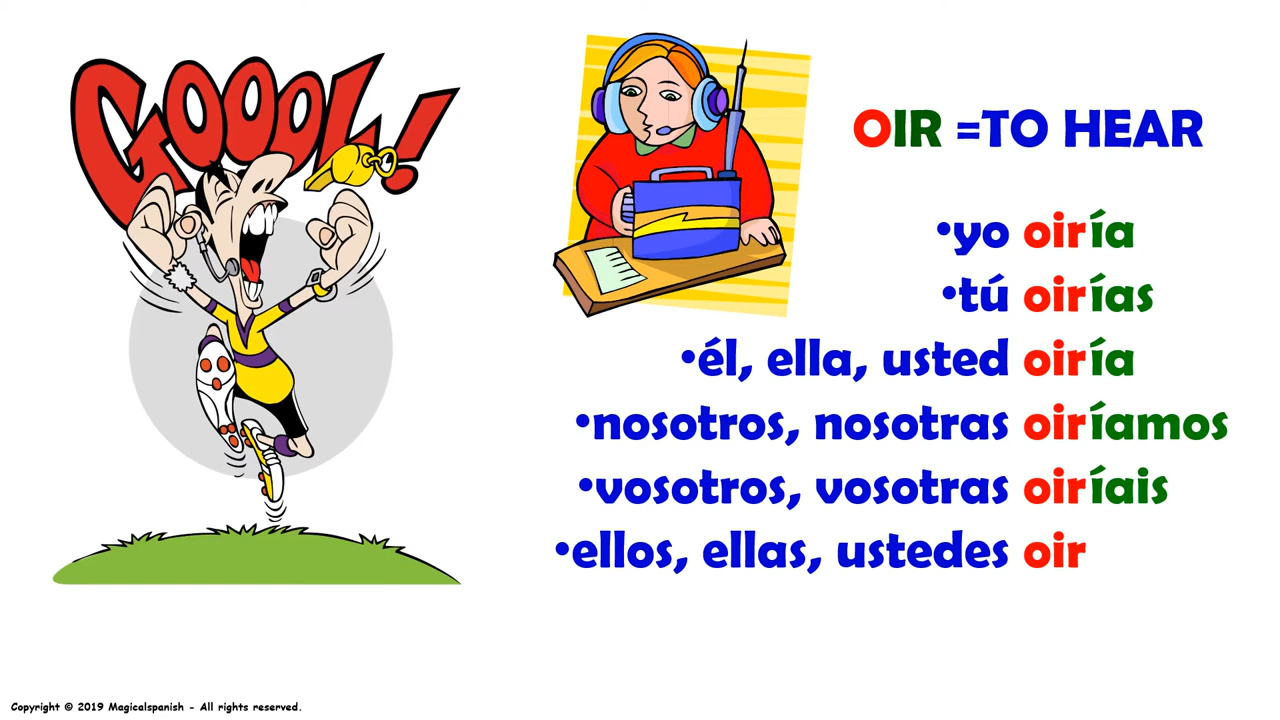 GOOOL!
OIR =TO HEAR
•yo oiría
•tú oirías
•él, ella, usted oiría
•nosotros, nosotras oiríamos
•vosotros, vosotras oiríais
•ellos, ellas, ustedes oir
Copyright © 2019 Magicalspanish - All rights reserved.